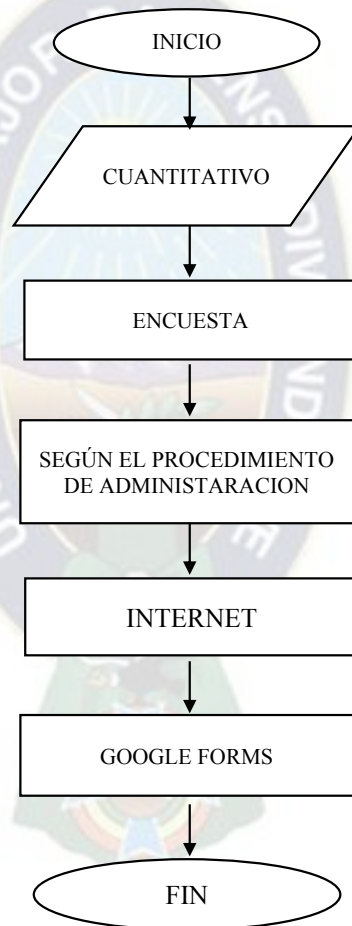 INICIO
CUANTITATIVO
ENCUESTA
SEGÚN EL PROCEDIMIENTO
DE ADMINISTARACION
INTERNET
GOOGLE FORMS
FIN